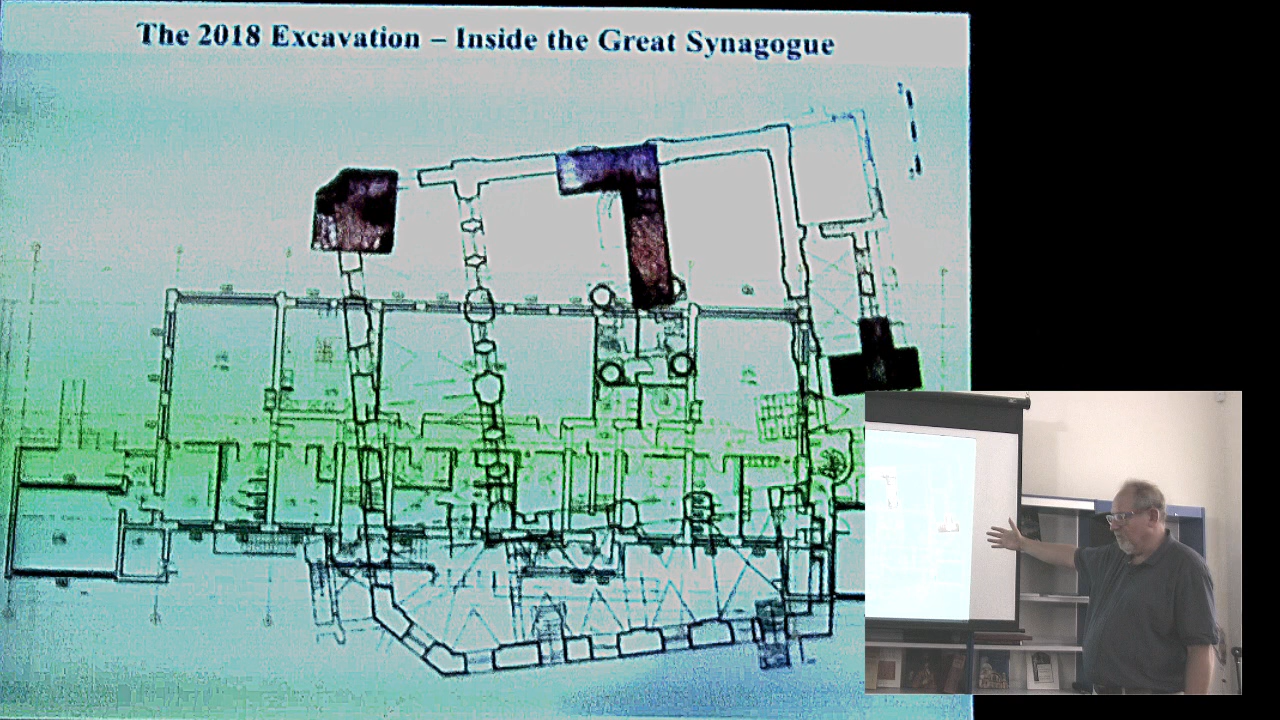 The 2018 Excavation – Inside the Great Synagogue